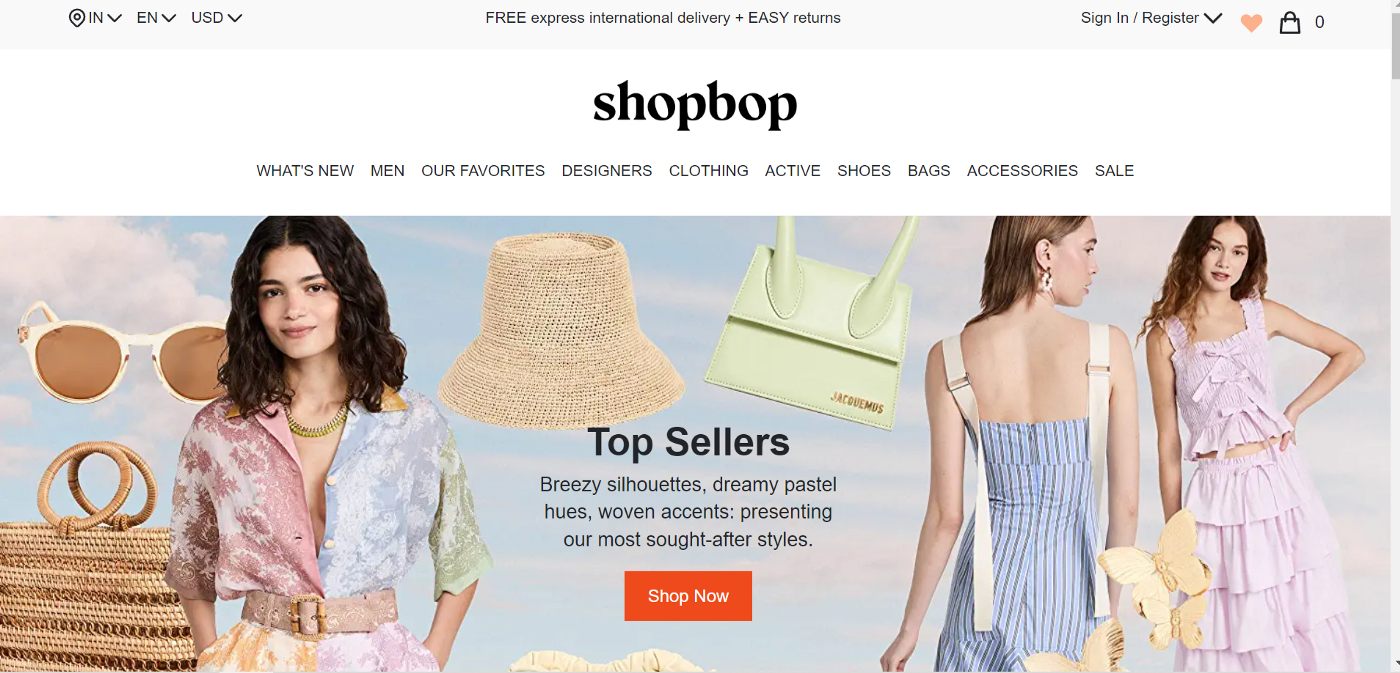 IN EN USD FREE express international delivery + EASY returns Sign In / Register 0
shopbop
WHAT'S NEW MEN OUR FAVORITES DESIGNERS CLOTHING ACTIVE SHOES BAGS ACCESSORIES SALE
JACQUEMUS
Top Sellers
Breezy silhouettes, dreamy pastel
hues, woven accents: presenting
our most sought-after styles.
Shop Now